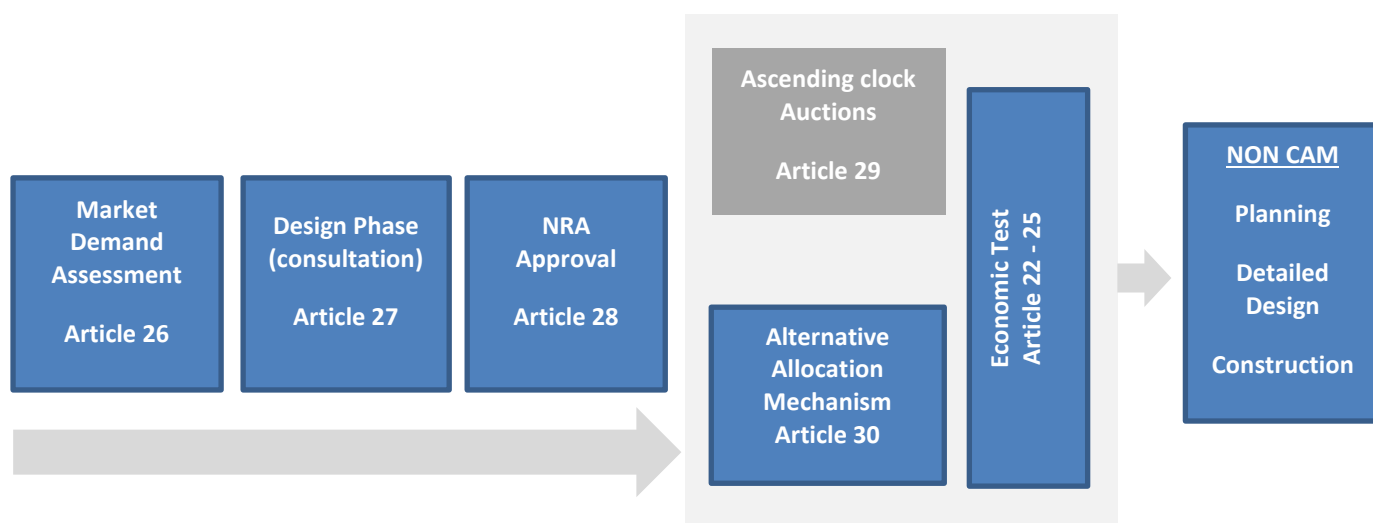 Market
Demand
Assessment
Article 26
Design Phase
(consultation)
Article 27
NRA
Approval
Article 28
Ascending clock
Auctions
Article 29
Alternative
Allocation
Mechanism
Article 30
Economic Test
Article 22 - 25
NON CAM
Planning
Detailed
Design
Construction